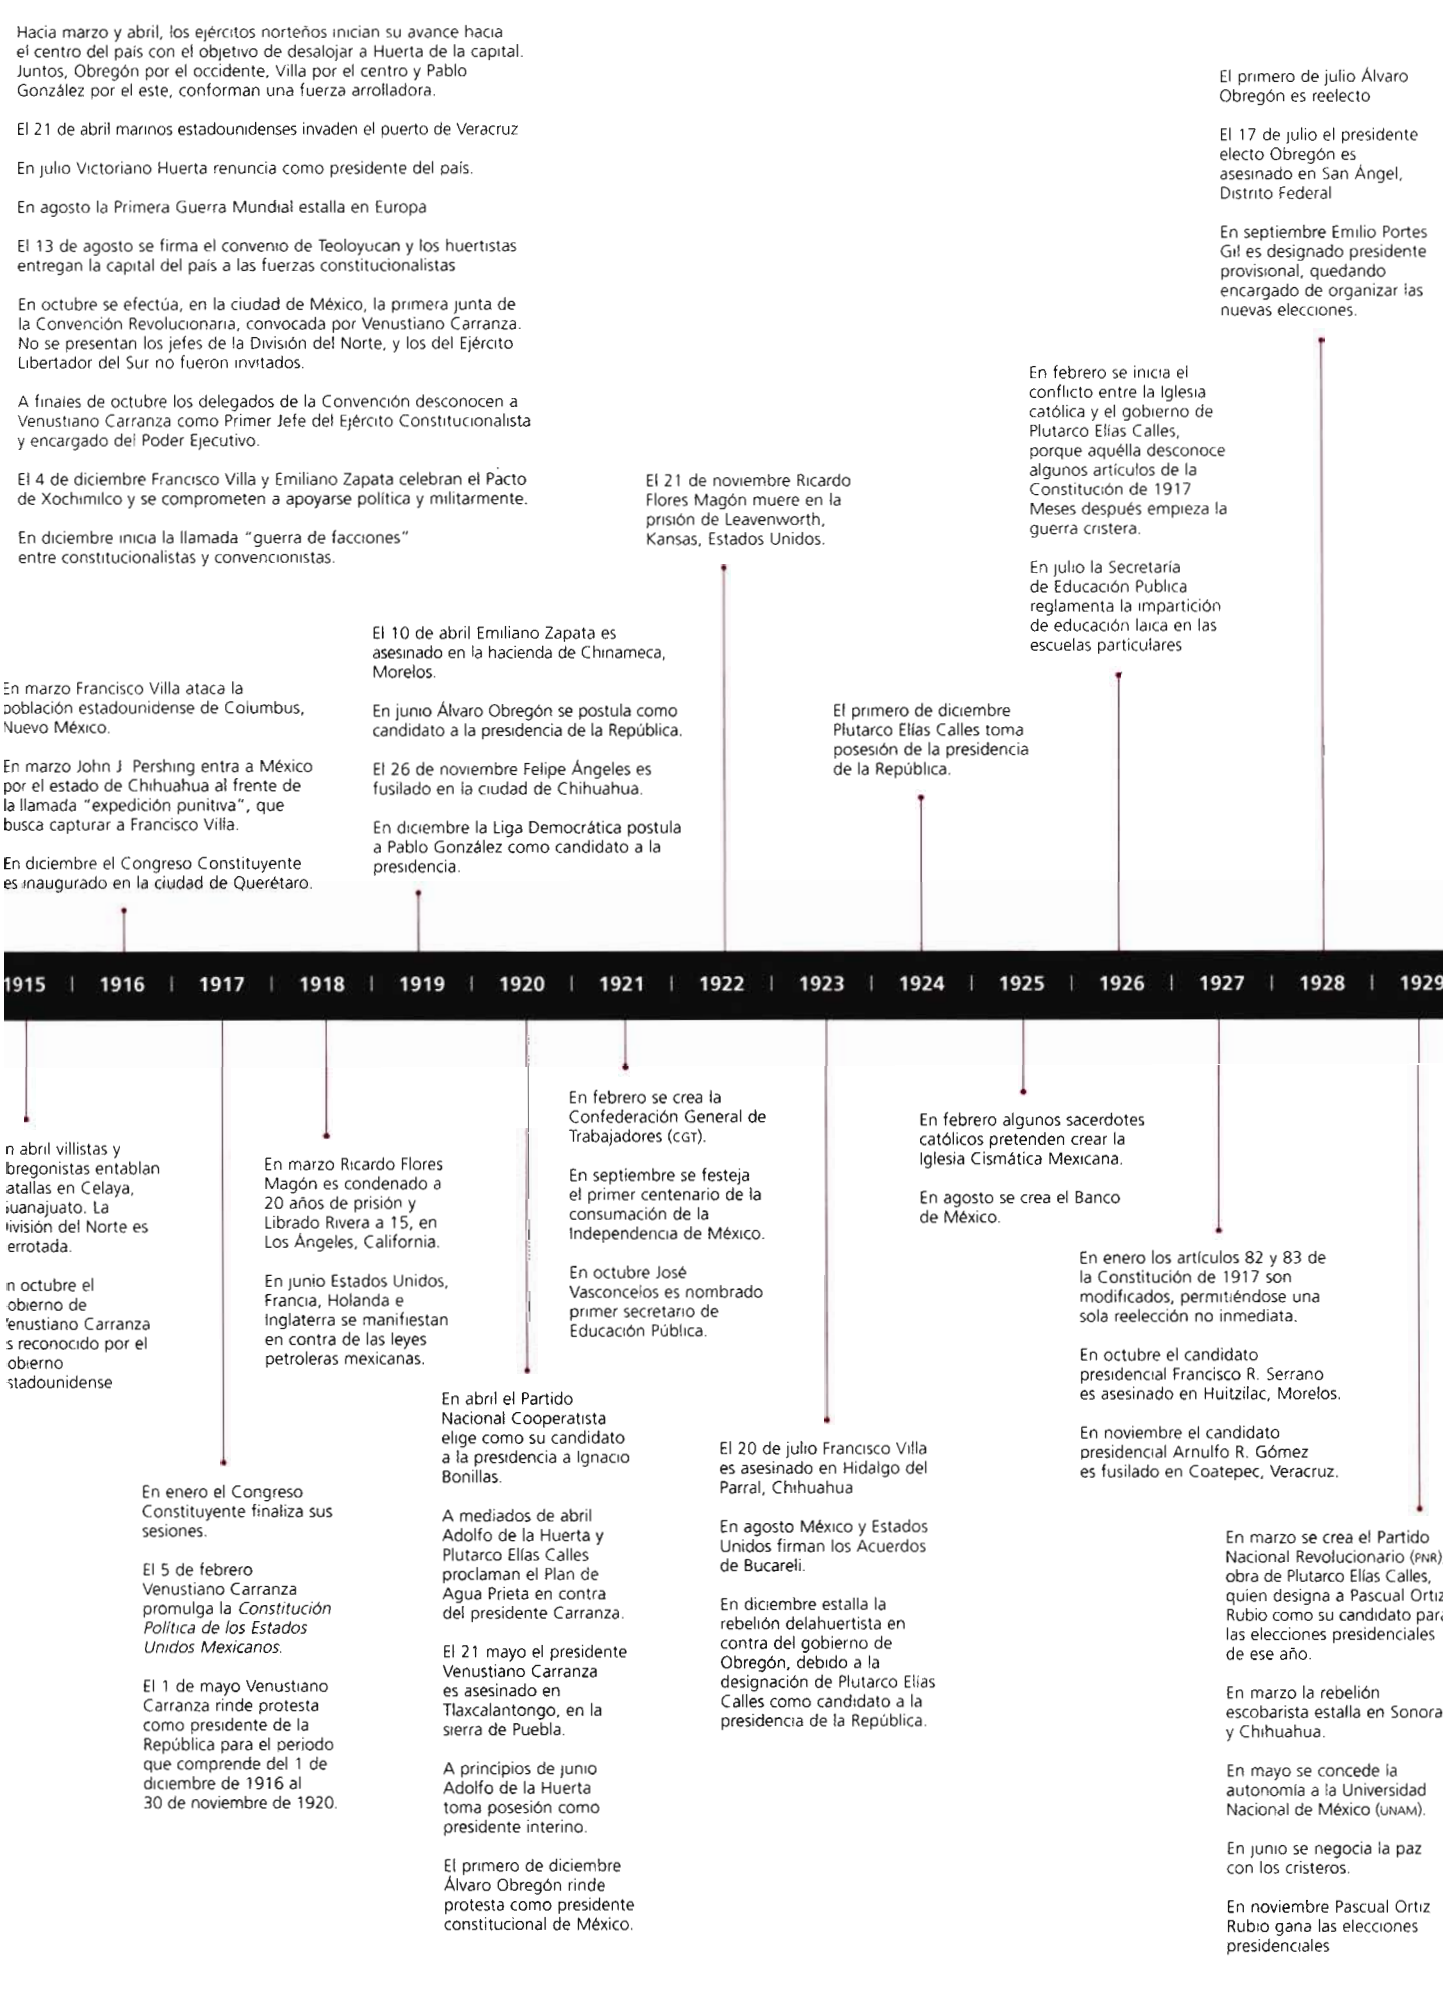 Hacia marzo y abril, los ejércitos norteños inician su avance hacia
el centro del país con el objetivo de desalojar a Huerta de la capital.
Juntos, Obregón por el occidente, Villa por el centro y Pablo
González por el este, conforman una fuerza arrolladora.
El 21 de abril marinos estadounidenses invaden el puerto de Veracruz
En julio Victoriano Huerta renuncia como presidente del país.
En agosto la Primera Guerra Mundial estalla en Europa
El 13 de agosto se firma el convenio de Teoloyucan y los huertistas
entregan la capital del país a las fuerzas constitucionalistas
En octubre se efectúa, en la ciudad de México, la primera junta de
la Convención Revolucionaria, convocada por Venustiano Carranza.
No se presentan los jefes de la División del Norte, y los del Ejército
Libertador del Sur no fueron invitados.
A finales de octubre los delegados de la Convención desconocen a
Venustiano Carranza como Primer Jefe del Ejército Constitucionalista
y encargado del Poder Ejecutivo.
El 4 de diciembre Francisco Villa y Emiliano Zapata celebran el Pacto
de Xochimilco y se comprometen a apoyarse política y militarmente.
En diciembre inicia la llamada “guerra de facciones”
entre constitucionalistas y convencionistas.
En marzo Francisco Villa ataca la
población estadounidense de Columbus,
Nuevo México.
En marzo John J Pershing entra a México
por el estado de Chihuahua al frente de
la llamada “expedición punitiva”, que
busca capturar a Francisco Villa.
En diciembre el Congreso Constituyente
es inaugurado en la ciudad de Querétaro.
El 10 de abril Emiliano Zapata es
asesinado en la hacienda de Chinameca,
Morelos.
En junio Álvaro Obregón se postula como
candidato a la presidencia de la República.
El 26 de noviembre Felipe Ángeles es
fusilado en la ciudad de Chihuahua.
En diciembre la Liga Democrática postula
a Pablo González como candidato a la
presidencia.
El 21 de noviembre Ricardo
Flores Magón muere en la
prisión de Leavenworth,
Kansas, Estados Unidos.
El primero de diciembre
Plutarco Elías Calles toma
posesión de la presidencia
de la República.
En febrero se inicia el
conflicto entre la Iglesia
católica y el gobierno de
Plutarco Elías Calles,
porque aquélla desconoce
algunos artículos de la
Constitución de 1917
Meses después empieza la
guerra cristera.
En julio la Secretaría
de Educación Publica
reglamenta la impartición
de educación laica en las
escuelas particulares
El primero de julio Álvaro
Obregón es reelecto
El 17 de julio el presidente
electo Obregón es
asesinado en San Ángel,
Distrito Federal
En septiembre Emilio Portes
Gil es designado presidente
provisional, quedando
encargado de organizar las
nuevas elecciones.
1915 | 1916 | 1917 | 1918 | 1919 | 1920 | 1921 | 1922 | 1923 | 1924 | 1925 | 1926 | 1927 | 1928 | 1929
n abril villistas y
bregonistas entablan
atallas en Celaya,
uanajuato. La
ivisión del Norte es
errotada.
n octubre el
obierno de
enustiano Carranza
s reconocido por el
obierno
stadounidense
En enero el Congreso
Constituyente finaliza sus
sesiones.
El 5 de febrero
Venustiano Carranza
promulga la Constitución
Política de los Estados
Unidos Mexicanos.
El 1 de mayo Venustiano
Carranza rinde protesta
como presidente de la
República para el periodo
que comprende del 1 de
diciembre de 1916 al
30 de noviembre de 1920.
En marzo Ricardo Flores
Magón es condenado a
20 años de prisión y
Librado Rivera a 15, en
Los Ángeles, California.
En junio Estados Unidos,
Francia, Holanda e
Inglaterra se manifiestan
en contra de las leyes
petroleras mexicanas.
En abril el Partido
Nacional Cooperatista
elige como su candidato
a la presidencia a Ignacio
Bonillas.
A mediados de abril
Adolfo de la Huerta y
Plutarco Elías Calles
proclaman el Plan de
Agua Prieta en contra
del presidente Carranza.
El 21 mayo el presidente
Venustiano Carranza
es asesinado en
Tlaxcalantongo, en la
sierra de Puebla.
A principios de junio
Adolfo de la Huerta
toma posesión como
presidente interino.
El primero de diciembre
Álvaro Obregón rinde
protesta como presidente
constitucional de México.
En febrero se crea la
Confederación General de
Trabajadores (CGT).
En septiembre se festeja
el primer centenario de la
consumación de la
Independencia de México.
En octubre José
Vasconcelos es nombrado
primer secretario de
Educación Pública.
El 20 de julio Francisco Villa
es asesinado en Hidalgo del
Parral, Chihuahua
En agosto México y Estados
Unidos firman los Acuerdos
de Bucareli.
En diciembre estalla la
rebelión delahuertista en
contra del gobierno de
Obregón, debido a la
designación de Plutarco Elías
Calles como candidato a la
presidencia de la República.
En febrero algunos sacerdotes
católicos pretenden crear la
Iglesia Cismática Mexicana.
En agosto se crea el Banco
de México.
En enero los artículos 82 y 83 de
la Constitución de 1917 son
modificados, permitiéndose una
sola reelección no inmediata.
En octubre el candidato
presidencial Francisco R. Serrano
es asesinado en Huitzilac, Morelos.
En noviembre el candidato
presidencial Arnulfo R. Gómez
es fusilado en Coatepec, Veracruz.
En marzo se crea el Partido
Nacional Revolucionario (PNR)
obra de Plutarco Elías Calles,
quien designa a Pascual Ortiz
Rubio como su candidato para
las elecciones presidenciales
de ese año.
En marzo la rebelión
escobarista estalla en Sonora
y Chihuahua.
En mayo se concede la
autonomía a la Universidad
Nacional de México (UNAM).
En junio se negocia la paz
con los cristeros.
En noviembre Pascual Ortiz
Rubio gana las elecciones
presidenciales